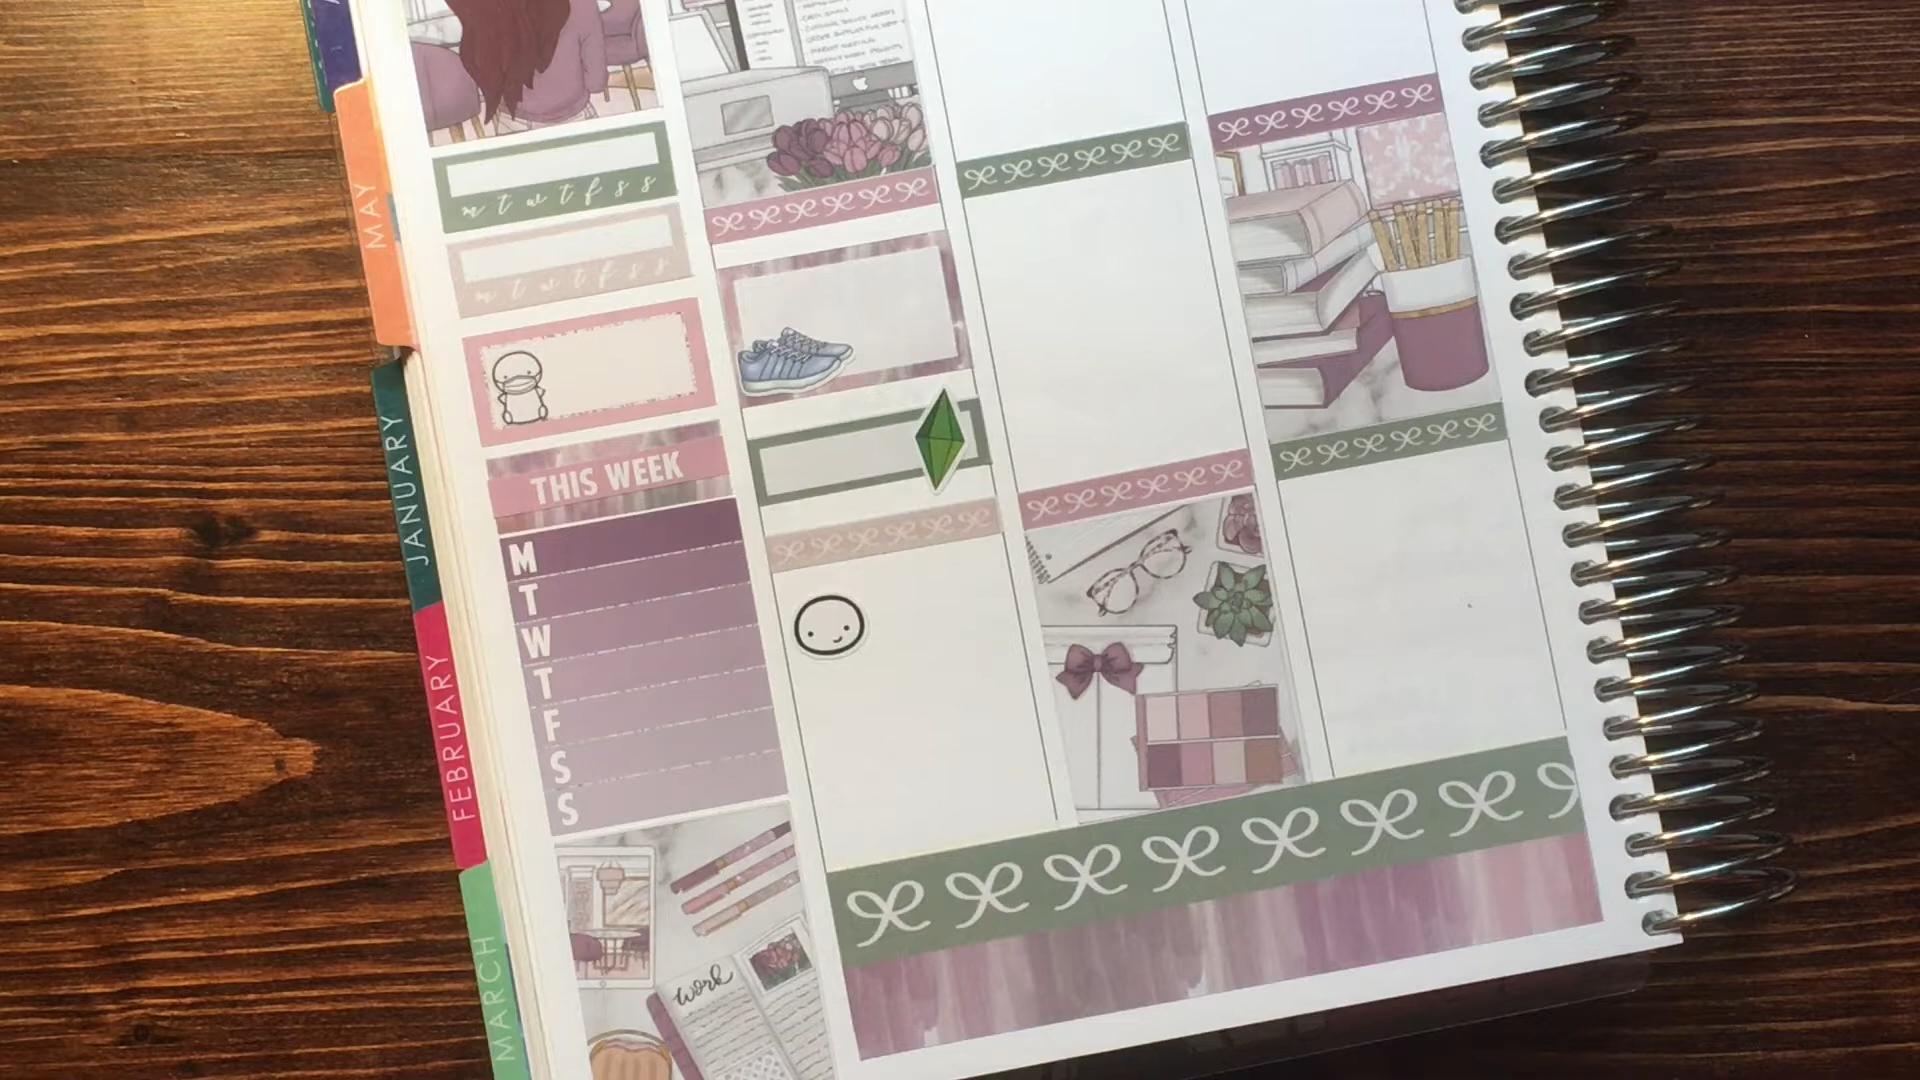 MAY
JANUARY
FEBRUARY
MARCH
m t w t f s s
m t w t f s s
THIS WEEK
M
T
W
T
F
S
S
work